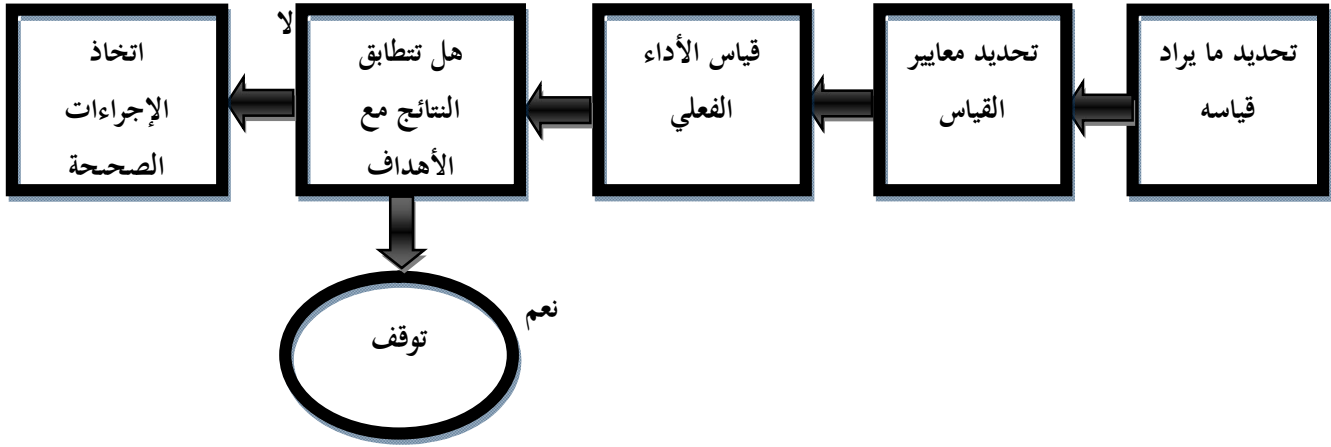 تحديد ما يراد
قياسه
تحديد معايير
القياس
قياس الأداء
الفعلي
هل تتطابق
النتائج مع
الأهداف
لا
اتخاذ
الإجراءات
الصحيحة
نعم
توقف